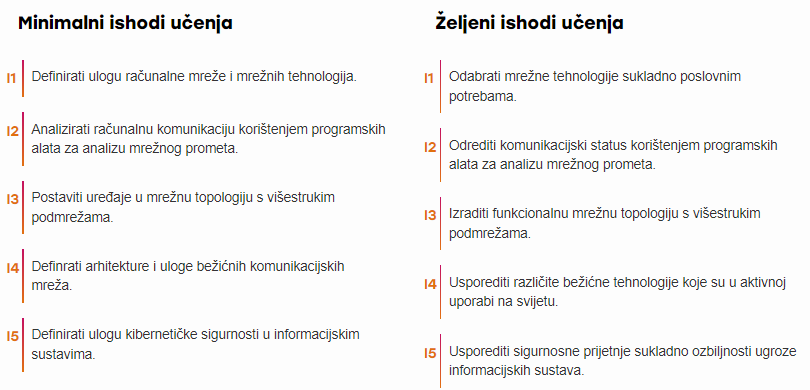 Minimalni ishodi učenja
I1 Definirati ulogu računalne mreže i mrežnih tehnologija.
I2 Analizirati računalnu komunikaciju korištenjem programskih
alata za analizu mrežnog prometa.
I3 Postaviti uređaje u mrežnu topologiju s višestrukim
podmrežama.
I4 Definrati arhitekture i uloge bežićnih komunikacijskih
mreža.
I5 Definirati ulogu kibernetičke sigurnosti u informacijskim
sustavima.
Željeni ishodi učenja
I1 Odabrati mrežne tehnologije sukladno poslovnim
potrebama.
I2 Odrediti komunikacijski status korištenjem programskih
alata za analizu mrežnog prometa.
I3 Izraditi funkcionalnu mrežnu topologiju s višestrukim
podmrežama.
I4 Usporediti različite bežićne tehnologije koje su u aktivnoj
uporabi na svijetu.
I5 Usporediti sigurnosne prijetnje sukladno ozbiljnosti ugroze
informacijskih sustava.